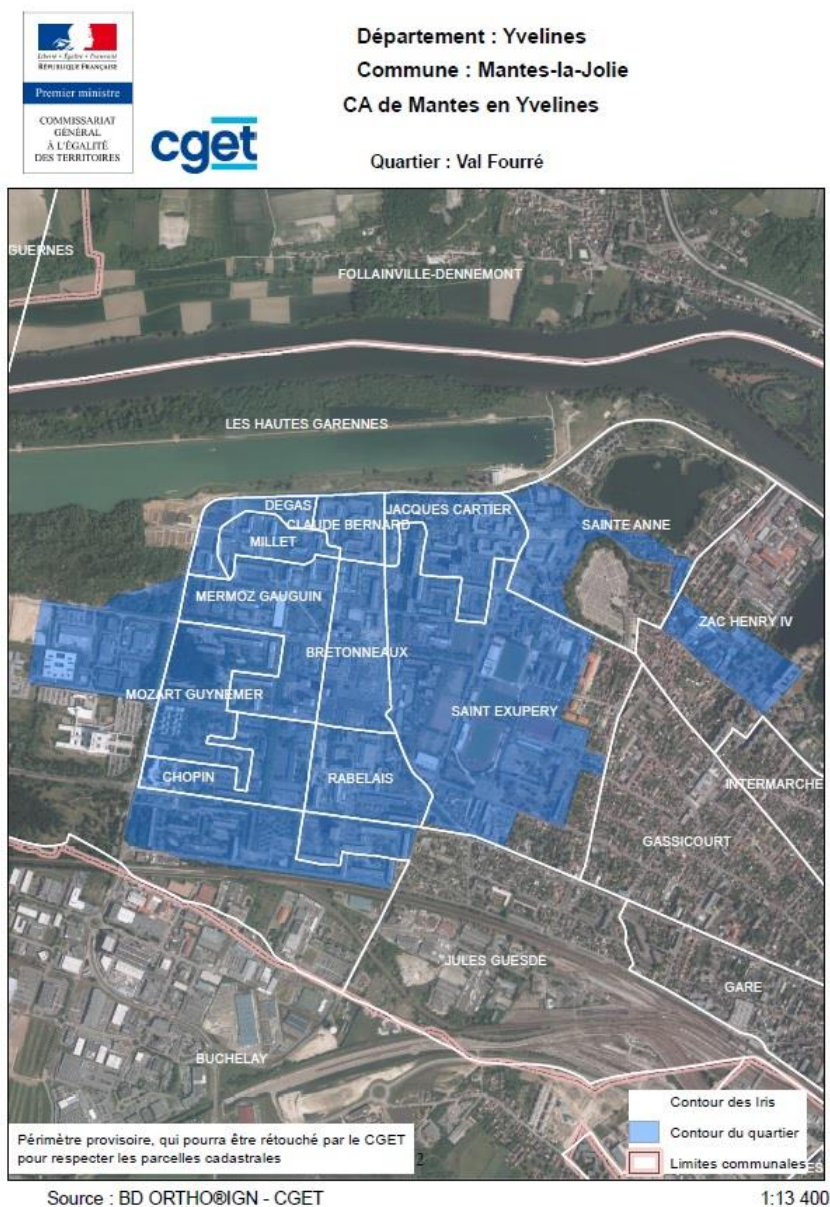 Liberté • Égalité • Fraternité
RÉPUBLIQUE FRANÇAISE
Premier ministre
COMMISSARIAT
GÉNÉRAL
À L'ÉGALITÉ
DES TERRITOIRES
cget
Département : Yvelines
Commune : Mantes-la-Jolie
CA de Mantes en Yvelines
Quartier : Val Fourré
GUERNES
FOLLAINVILLE-DENNEMONT
LES HAUTES GARENNES
DEGAS
JACQUES CARTIER
CLAUDE BERNARD
SAINTE ANNE
MILLET
MERMOZ GAUGUIN
ZAC HENRY IV
BRETONNEAUX
MOZART GUYNEMER
SAINT EXUPERY
CHOPIN
RABELAIS
INTERMARCHE
GASSICOURT
JULES GUESDE
GARE
BUCHELAY
Contour des Iris
Contour du quartier
Limites communales
Périmètre provisoire, qui pourra être rétouché par le CGET
pour respecter les parcelles cadastrales
2
Source : BD ORTHO®IGN - CGET
1:13 400